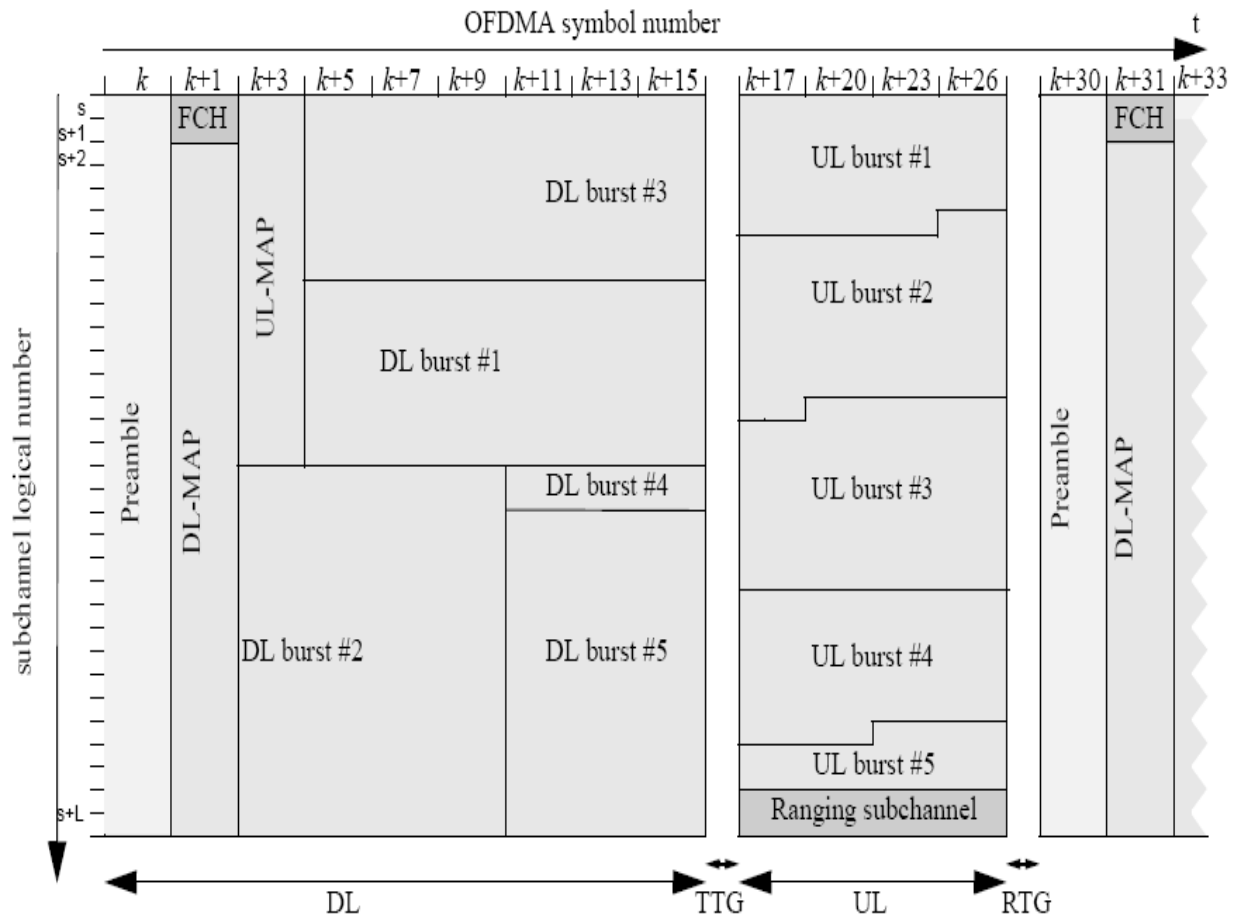 OFDMA symbol number
t
k k+1 k+3 k+5 k+7 k+9 k+11 k+13 k+15 k+17 k+20 k+23 k+26 k+30 k+31 k+33
subchannel logical number
s
s+1
s+2
s+L
Preamble
FCH
DL-MAP
UL-MAP
DL burst #3
DL burst #1
DL burst #4
DL burst #2
DL burst #5
UL burst #1
UL burst #2
UL burst #3
UL burst #4
UL burst #5
Ranging subchannel
Preamble
FCH
DL-MAP
DL TTG UL RTG